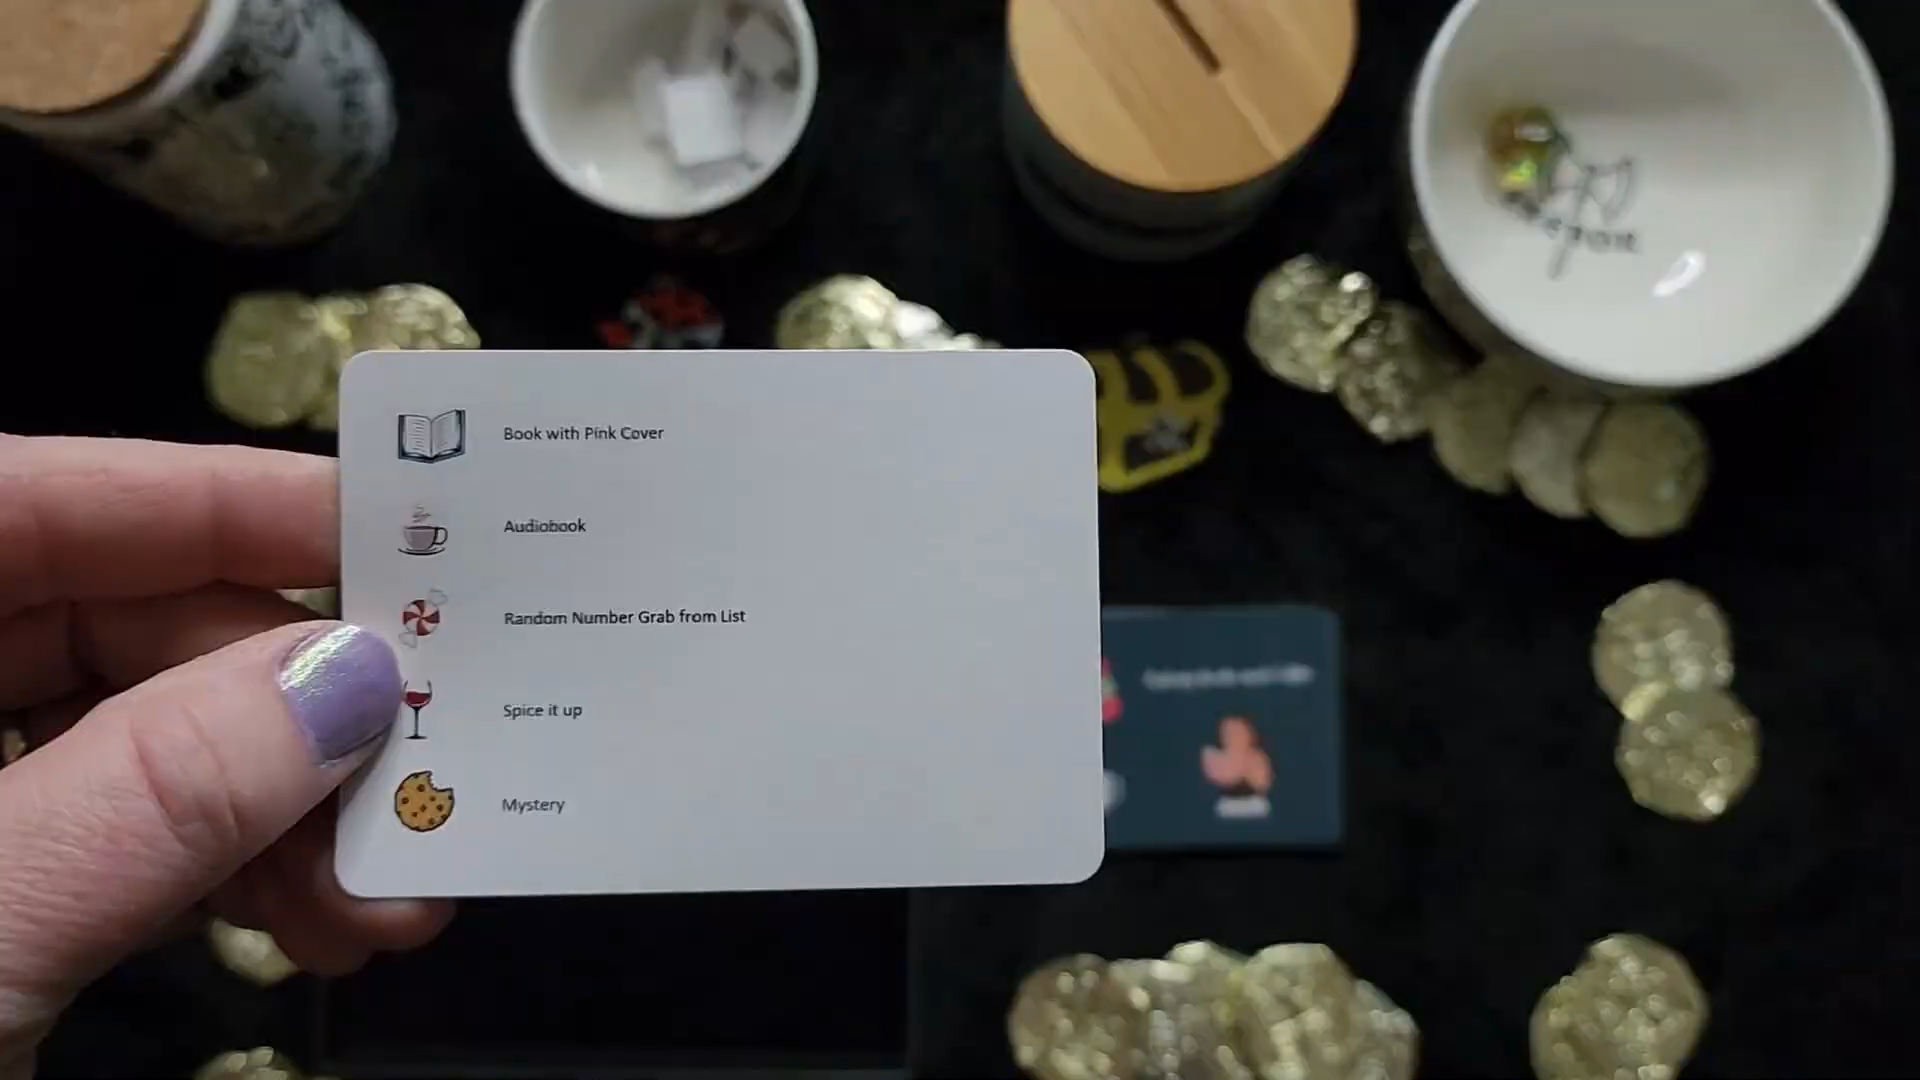 Book with Pink Cover
Audiobook
Random Number Grab from List
Spice it up
Mystery